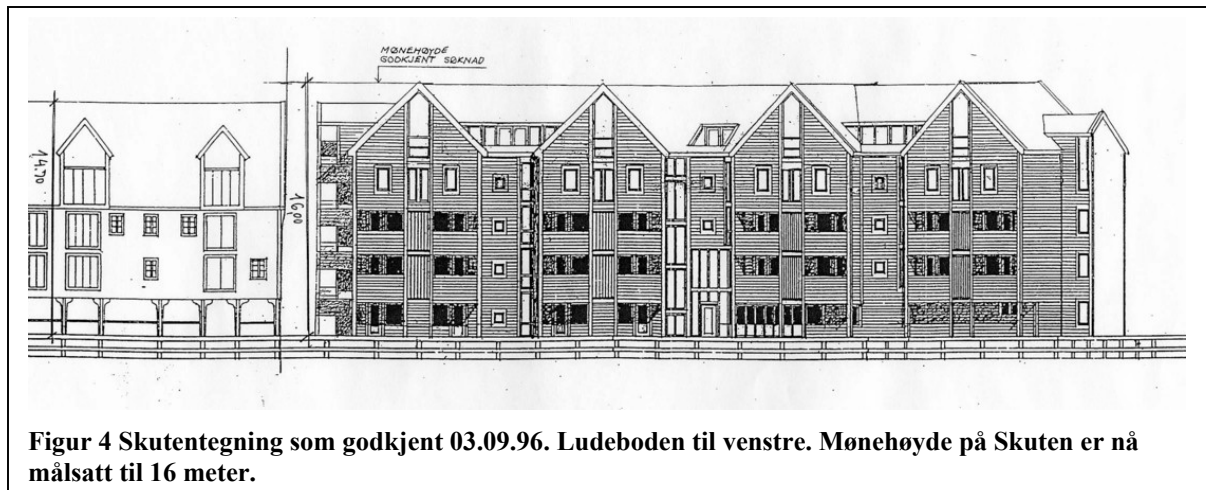 MØNEHØYDE
GODKJENT SØKNAD
14.70
16,00
Figur 4 Skutentegning som godkjent 03.09.96. Ludeboden til venstre. Mønehøyde på Skuten er nå
målsatt til 16 meter.